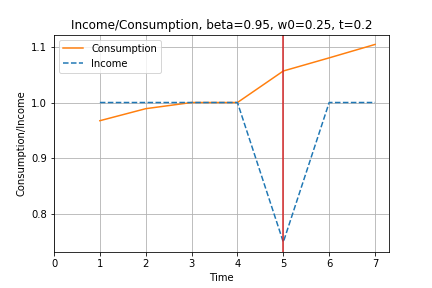 Income/Consumption, beta=0.95, w0=0.25, t=0.2
Consumption
Income
Consumption/Income
1.1
1.0
0.9
0.8
0 1 2 3 4 5 6 7
Time